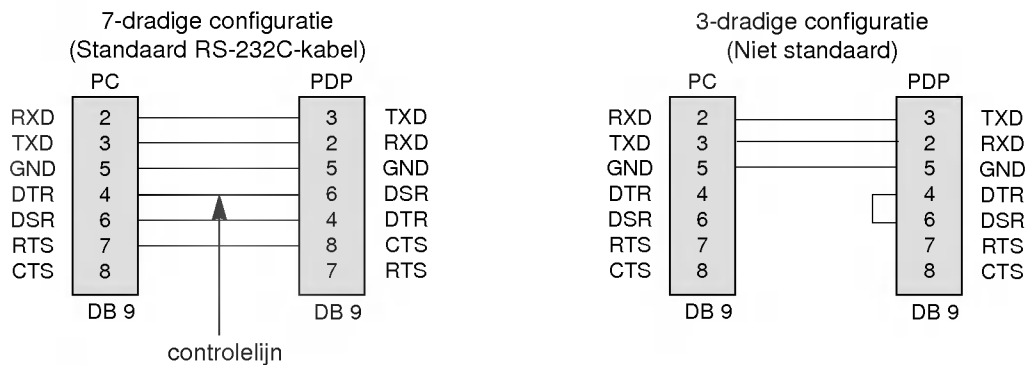 7-dradige configuratie
(Standaard RS-232C-kabel)
PC PDP
RXD 2 3 TXD
TXD 3 2 RXD
GND 5 5 GND
DTR 4 6 DSR
DSR 6 4 DTR
RTS 7 8 CTS
CTS 8 7 RTS
DB 9 DB 9
controlelijn
3-dradige configuratie
(Niet standaard)
PC PDP
RXD 2 3 TXD
TXD 3 2 RXD
GND 5 5 GND
DTR 4 4 DTR
DSR 6 6 DSR
RTS 7 7 RTS
CTS 8 8 CTS
DB 9 DB 9